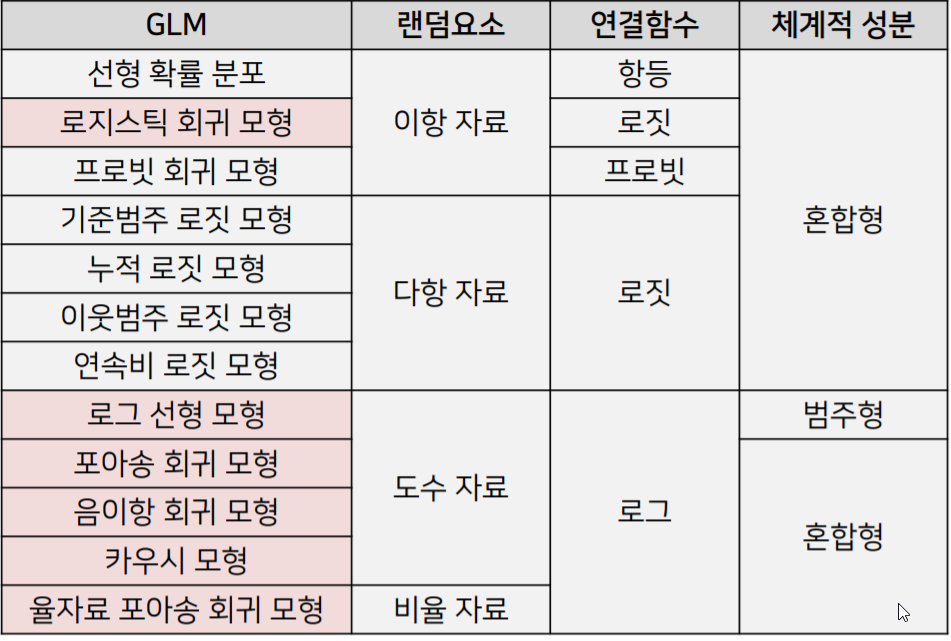 GLM 랜덤요소 연결함수 체계적 성분
선형 확률 분포 이항 자료 항등 혼합형
로지스틱 회귀 모형 로짓
프로빗 회귀 모형 프로빗
기준범주 로짓 모형 다항 자료 로짓
누적 로짓 모형
이웃범주 로짓 모형
연속비 로짓 모형
로그 선형 모형 도수 자료 로그 범주형
포아송 회귀 모형 혼합형
음이항 회귀 모형
카우시 모형
율자료 포아송 회귀 모형 비율 자료